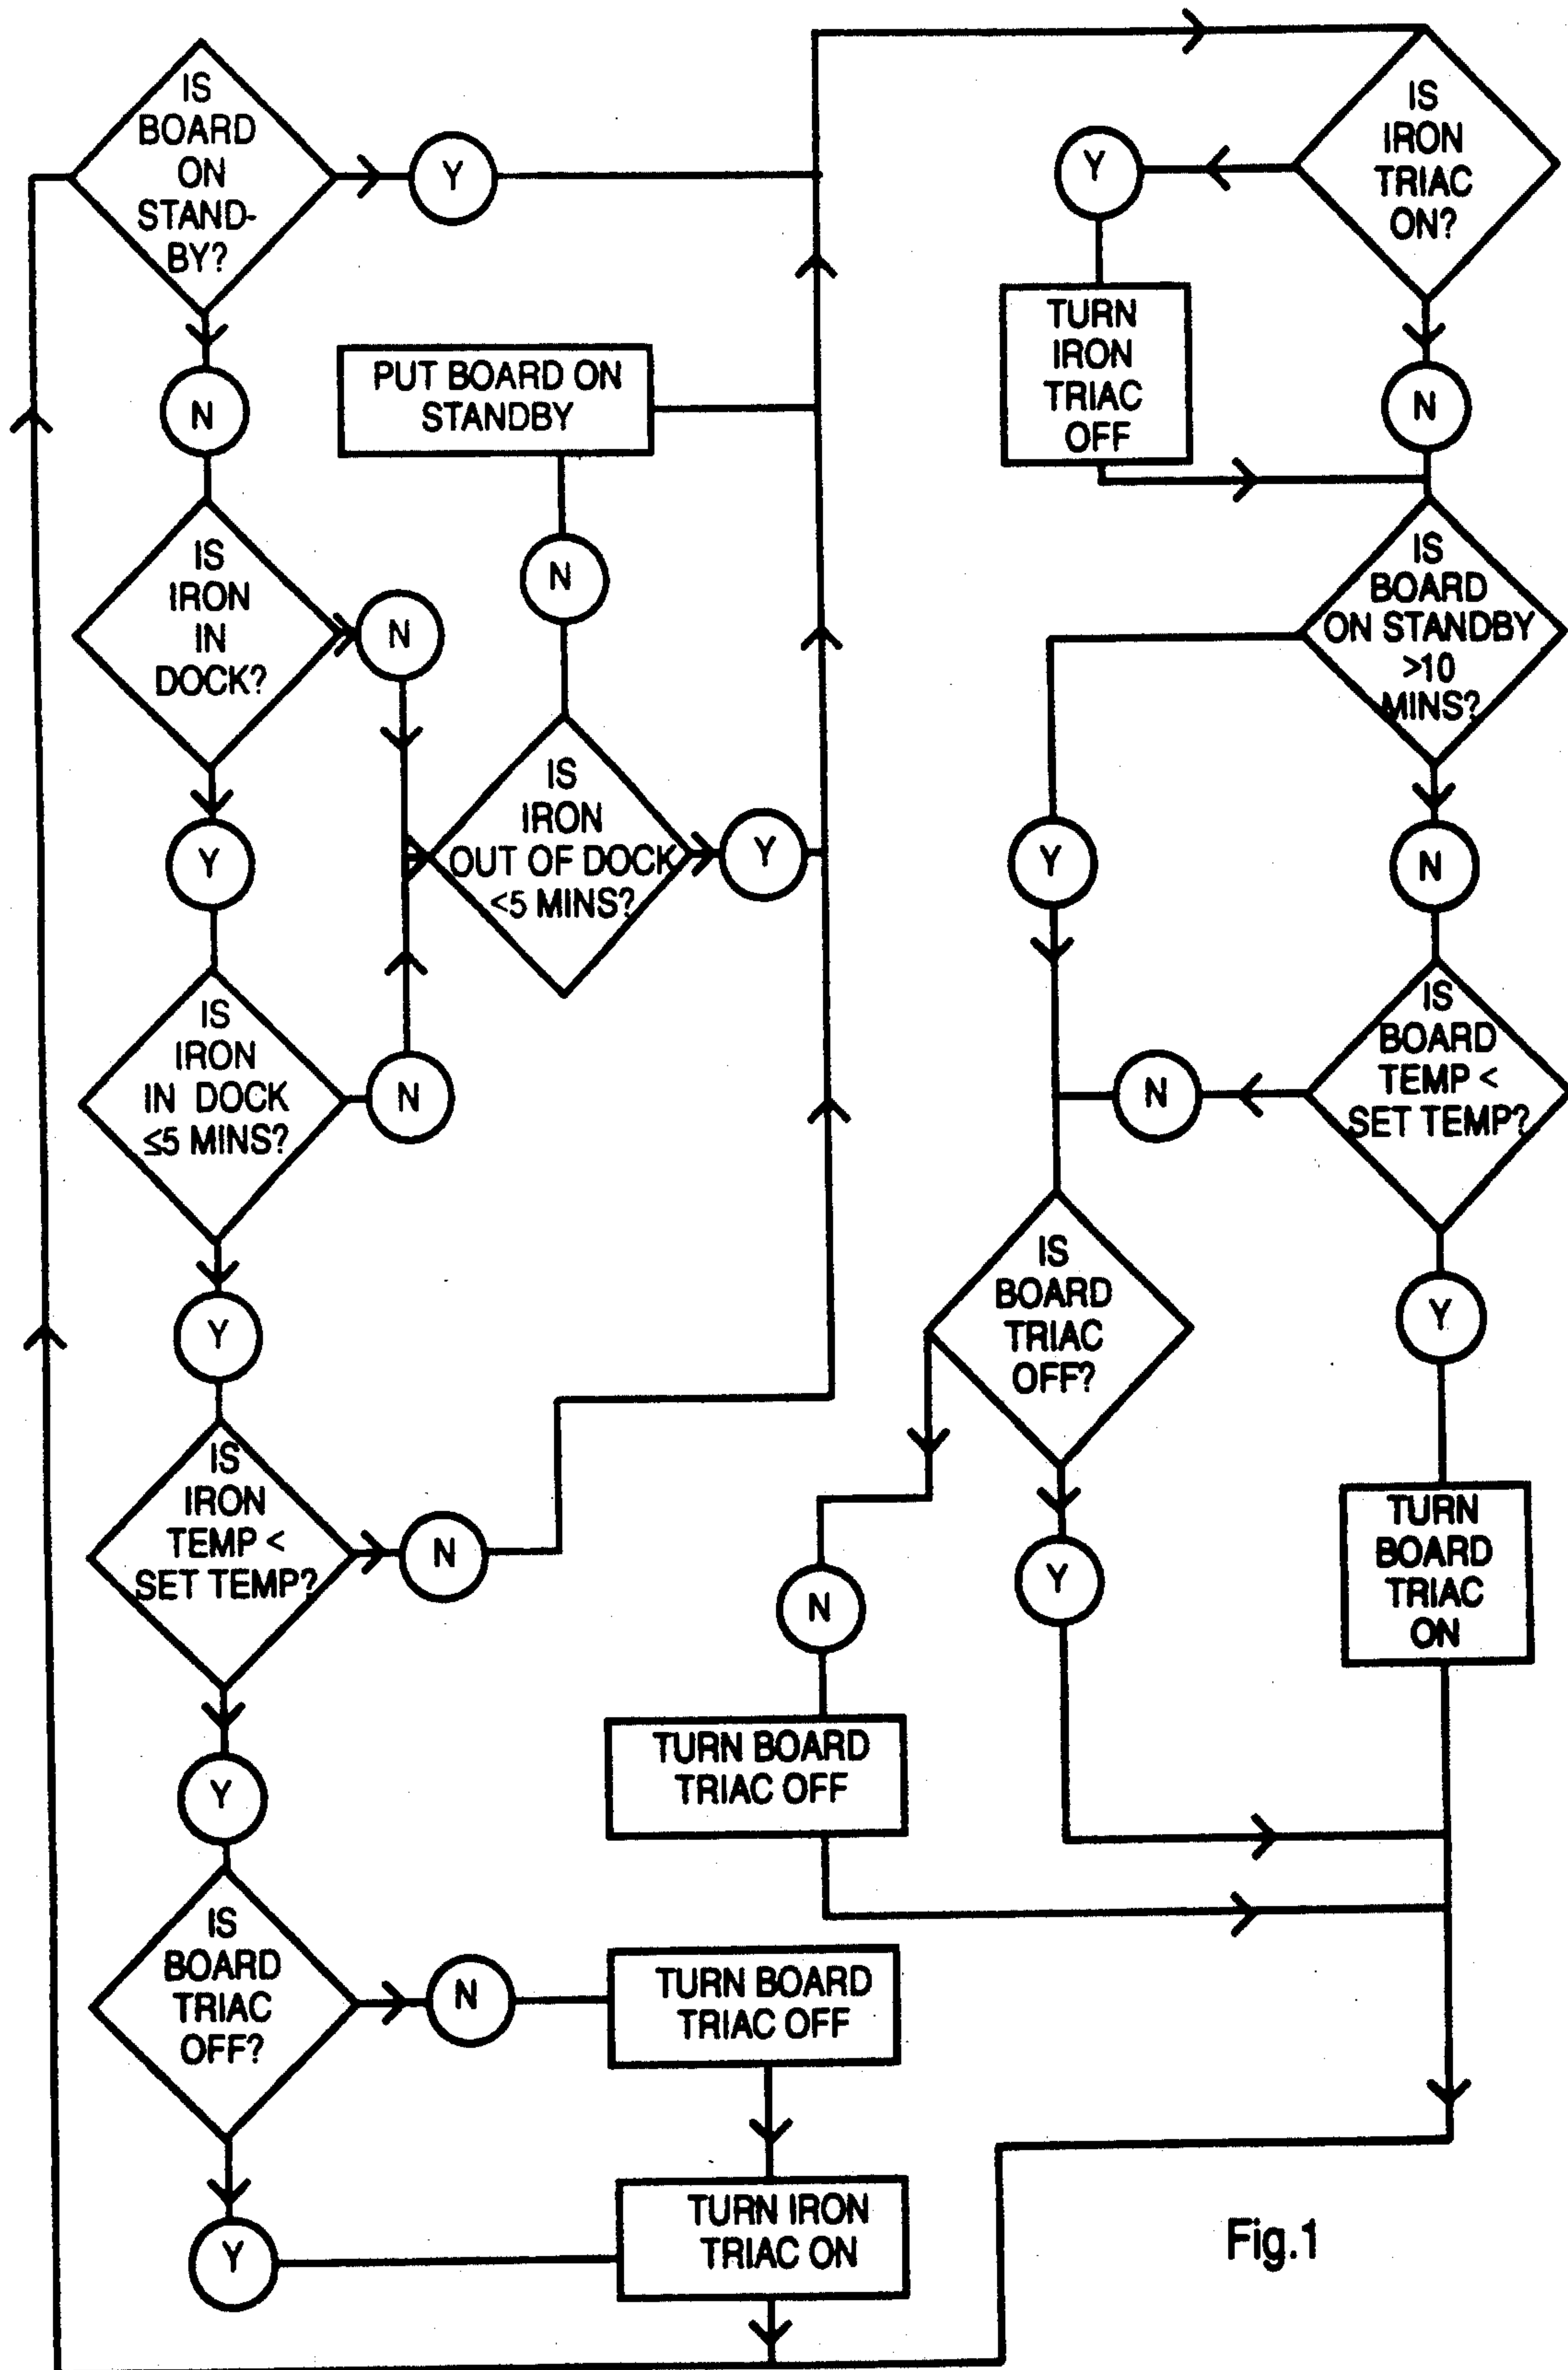 IS
BOARD
ON
STAND-
BY?
Y
N
PUT BOARD ON
STANDBY
N
IS
IRON
IN
DOCK?
N
Y
IS
IRON
OUT OF DOCK
<5 MINS?
Y
IS
IRON
IN DOCK
≤5 MINS?
N
Y
IS
IRON
TEMP <
SET TEMP?
N
Y
IS
BOARD
TRIAC
OFF?
N
TURN BOARD
TRIAC OFF
Y
TURN IRON
TRIAC ON
IS
IRON
TRIAC
ON?
Y
TURN
IRON
TRIAC
OFF
N
IS
BOARD
ON STANDBY
>10
MINS?
Y
N
IS
BOARD
TEMP <
SET TEMP?
N
Y
IS
BOARD
TRIAC
OFF?
N
Y
TURN BOARD
TRIAC OFF
TURN
BOARD
TRIAC
ON
Fig.1